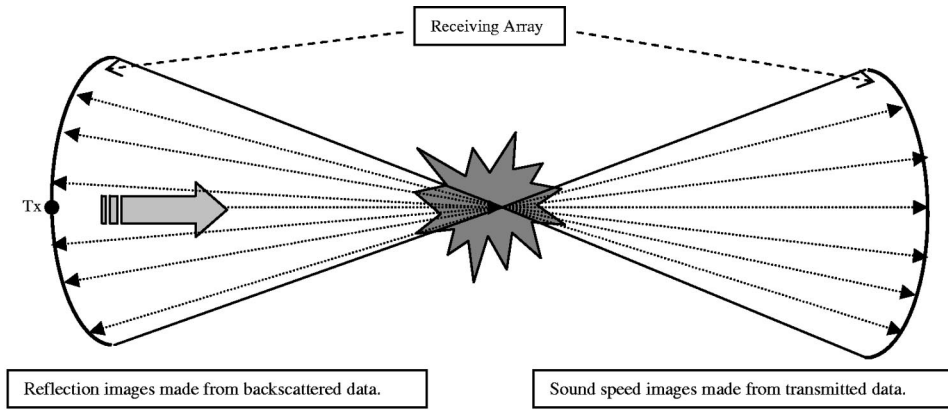 Receiving Array
Tx
Reflection images made from backscattered data.
Sound speed images made from transmitted data.